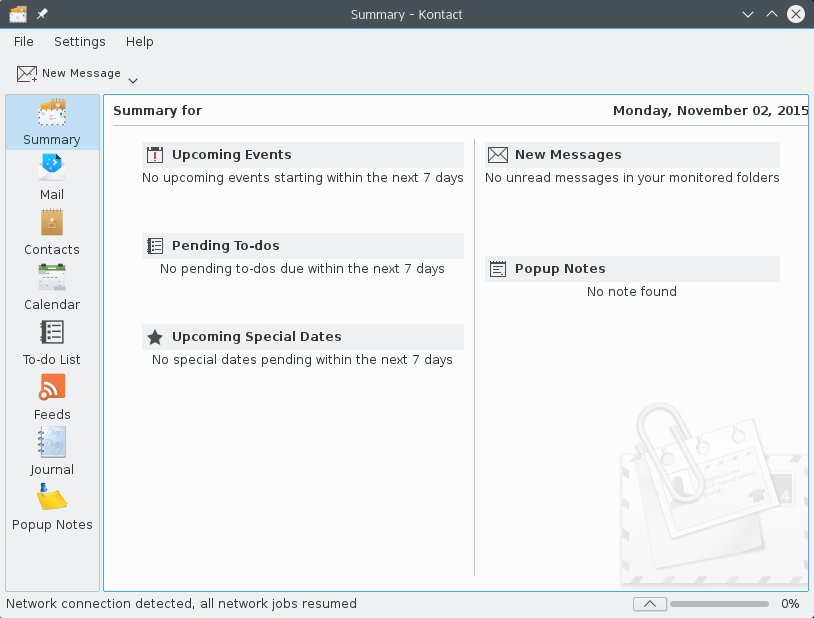 Summary – Kontact
File Settings Help
New Message
Summary for
Monday, November 02, 2015
Summary
Mail
Contacts
Calendar
To-do List
Feeds
Journal
Popup Notes
Upcoming Events
No upcoming events starting within the next 7 days
Pending To-dos
No pending to-dos due within the next 7 days
Upcoming Special Dates
No special dates pending within the next 7 days
New Messages
No unread messages in your monitored folders
Popup Notes
No note found
4
Network connection detected, all network jobs resumed
0%